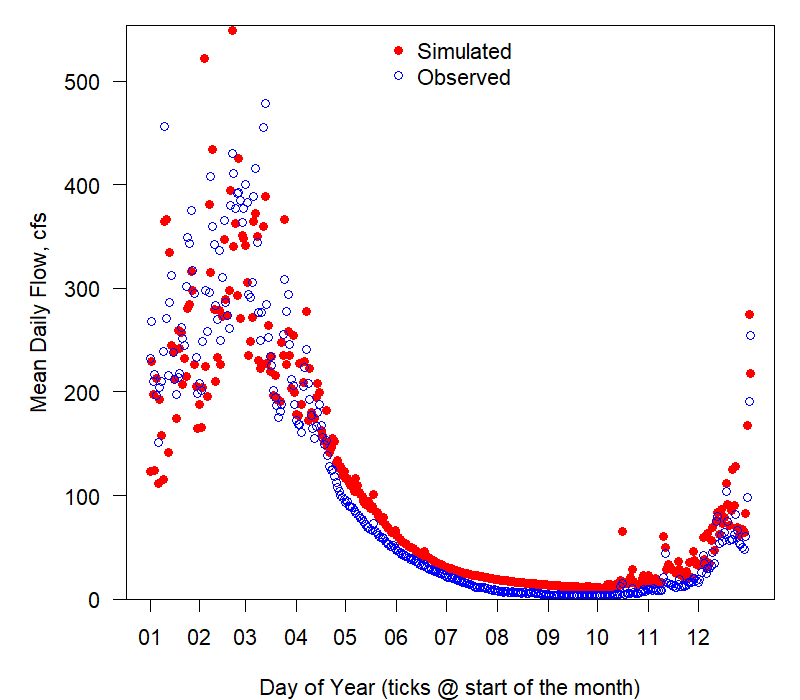 Simulated
Observed
500
400
300
200
100
0
Mean Daily Flow, cfs
01 02 03 04 05 06 07 08 09 10 11 12
Day of Year (ticks @ start of the month)